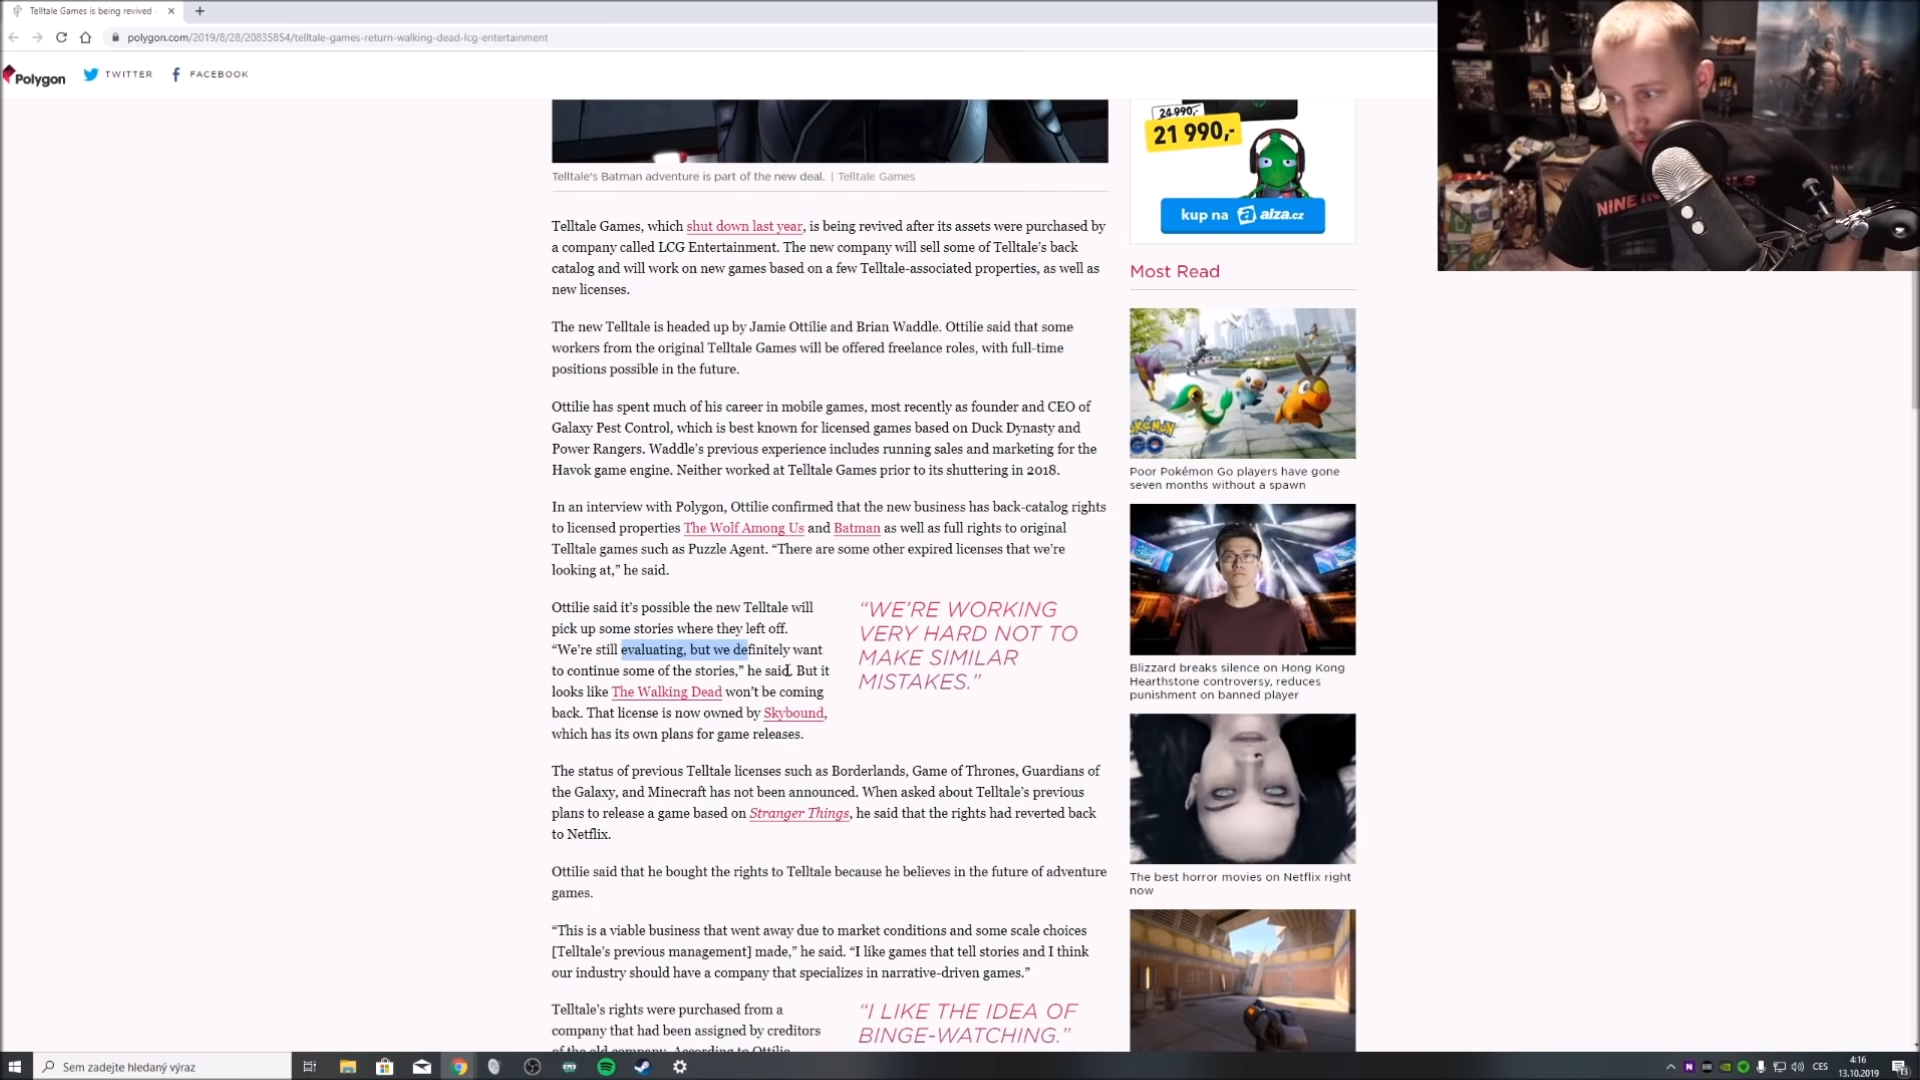 Telltale Games is being revived
polygon.com/2019/8/28/20835854/telltale-games-return-walking-dead-lcg-entertainment
Polygon
TWITTER
FACEBOOK
Telltale's Batman adventure is part of the new deal. | Telltale Games
Telltale Games, which shut down last year, is being revived after its assets were purchased by
a company called LCG Entertainment. The new company will sell some of Telltale’s back
catalog and will work on new games based on a few Telltale-associated properties, as well as
new licenses.
The new Telltale is headed up by Jamie Ottilie and Brian Waddle. Ottilie said that some
workers from the original Telltale Games will be offered freelance roles, with full-time
positions possible in the future.
Ottilie has spent much of his career in mobile games, most recently as founder and CEO of
Galaxy Pest Control, which is best known for licensed games based on Duck Dynasty and
Power Rangers. Waddle’s previous experience includes running sales and marketing for the
Havok game engine. Neither worked at Telltale Games prior to its shuttering in 2018.
In an interview with Polygon, Ottilie confirmed that the new business has back-catalog rights
to licensed properties The Wolf Among Us and Batman as well as full rights to original
Telltale games such as Puzzle Agent. “There are some other expired licenses that we’re
looking at,” he said.
Ottilie said it’s possible the new Telltale will
pick up some stories where they left off.
“We’re still evaluating, but we definitely want
to continue some of the stories,” he said. But it
looks like The Walking Dead won’t be coming
back. That license is now owned by Skybound,
which has its own plans for game releases.
“WE’RE WORKING
VERY HARD NOT TO
MAKE SIMILAR
MISTAKES.”
The status of previous Telltale licenses such as Borderlands, Game of Thrones, Guardians of
the Galaxy, and Minecraft has not been announced. When asked about Telltale’s previous
plans to release a game based on Stranger Things, he said that the rights had reverted back
to Netflix.
Ottilie said that he bought the rights to Telltale because he believes in the future of adventure
games.
“This is a viable business that went away due to market conditions and some scale choices
[Telltale’s previous management] made,” he said. “I like games that tell stories and I think
our industry should have a company that specializes in narrative-driven games.”
Telltale’s rights were purchased from a
company that had been assigned by creditors
of the old company. According to Ottilie,
“I LIKE THE IDEA OF
BINGE-WATCHING.”
24 990,-
21 990,-
kup na alza.cz
Most Read
POKÉMON
GO
Poor Pokémon Go players have gone
seven months without a spawn
Blizzard breaks silence on Hong Kong
Hearthstone controversy, reduces
punishment on banned player
The best horror movies on Netflix right
now
NINE IN
Sem zadejte hledaný výraz
CES
4:16
13.10.2019
13